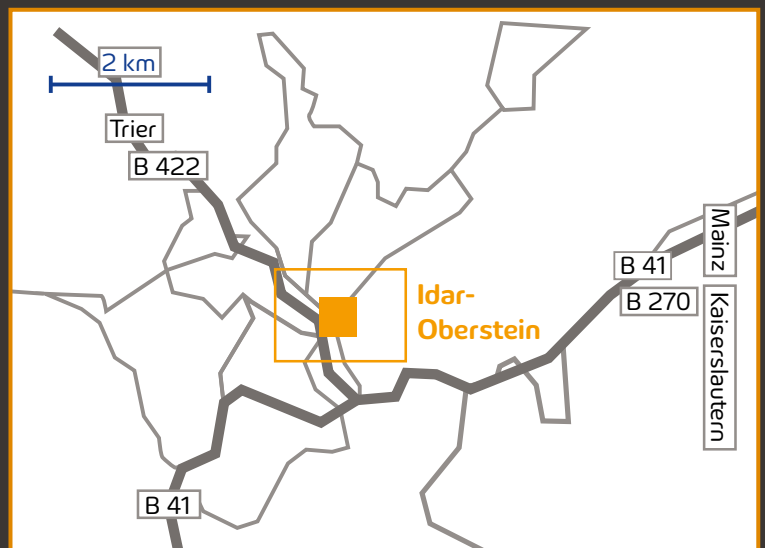 2 km
Trier
B 422
Mainz
B 41
B 270
Idar-
Oberstein
Kaiserslautern
B 41